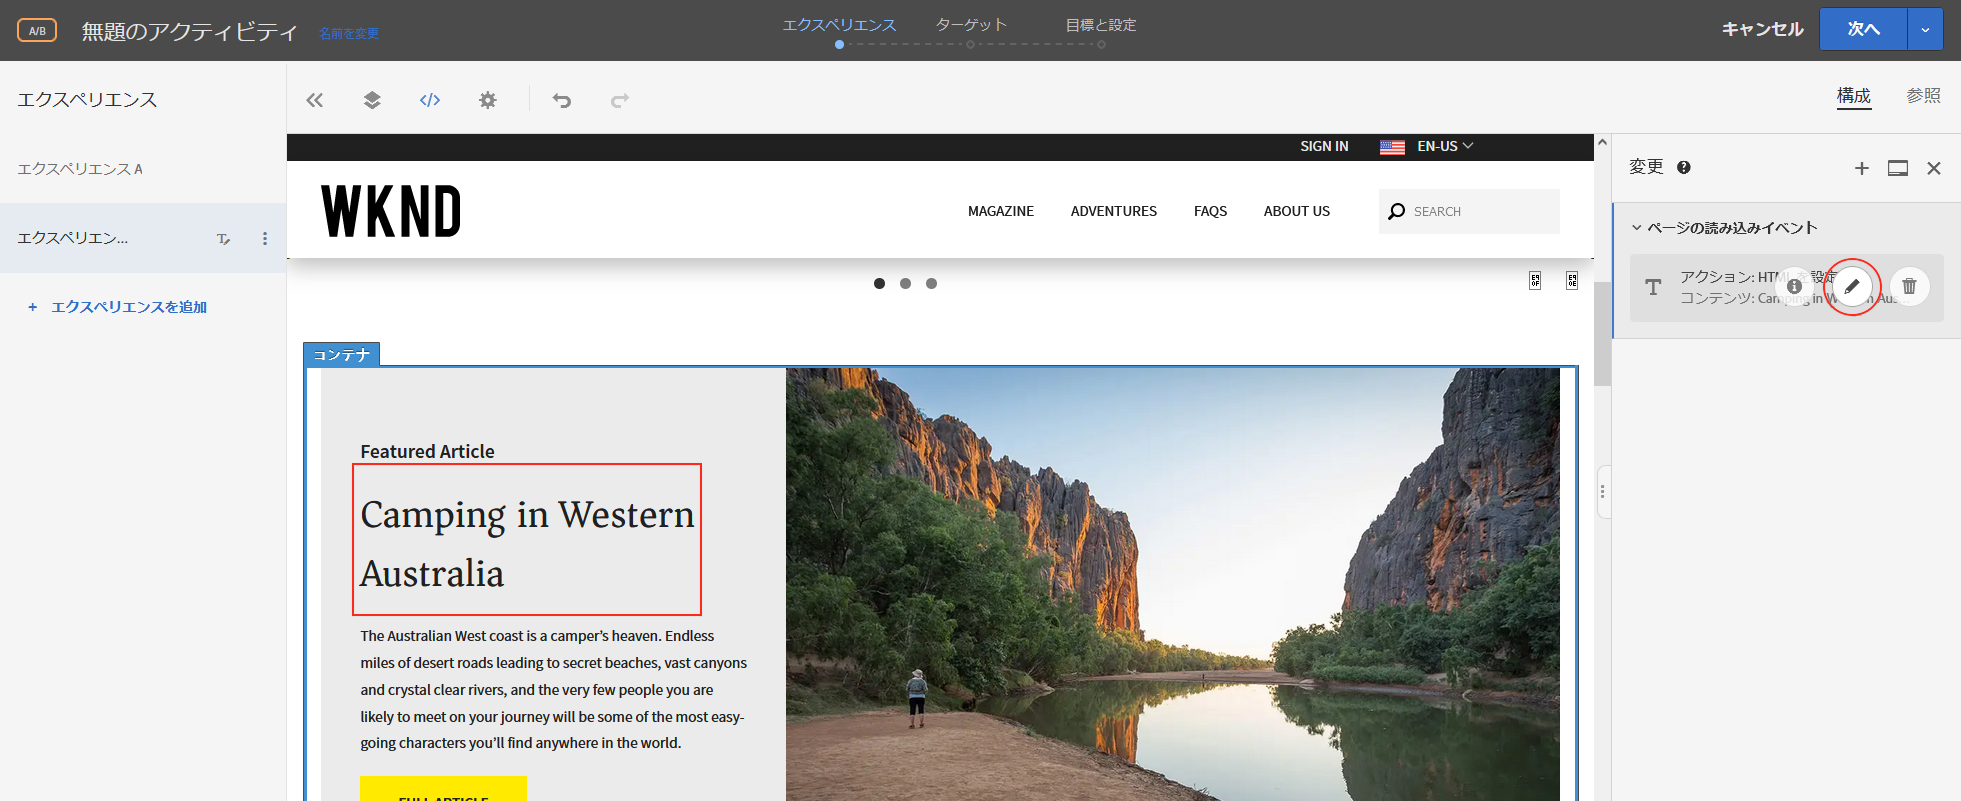 A/B 無題のアクティビティ 名前を変更
エクスペリエンス ターゲット 目標と設定
キャンセル 次へ
エクスペリエンス
構成 参照
エクスペリエンス A
エクスペリエン...
+ エクスペリエンスを追加
SIGN IN EN-US
WKND
MAGAZINE ADVENTURES FAQS ABOUT US SEARCH
コンテナ
Featured Article
Camping in Western
Australia
The Australian West coast is a camper's heaven. Endless
miles of desert roads leading to secret beaches, vast canyons
and crystal clear rivers, and the very few people you are
likely to meet on your journey will be some of the most easy-
going characters you'll find anywhere in the world.
FULL ARTICLE
変更
ページの読み込みイベント
アクション: HTML を設定
コンテンツ: Camping in Western Aus...